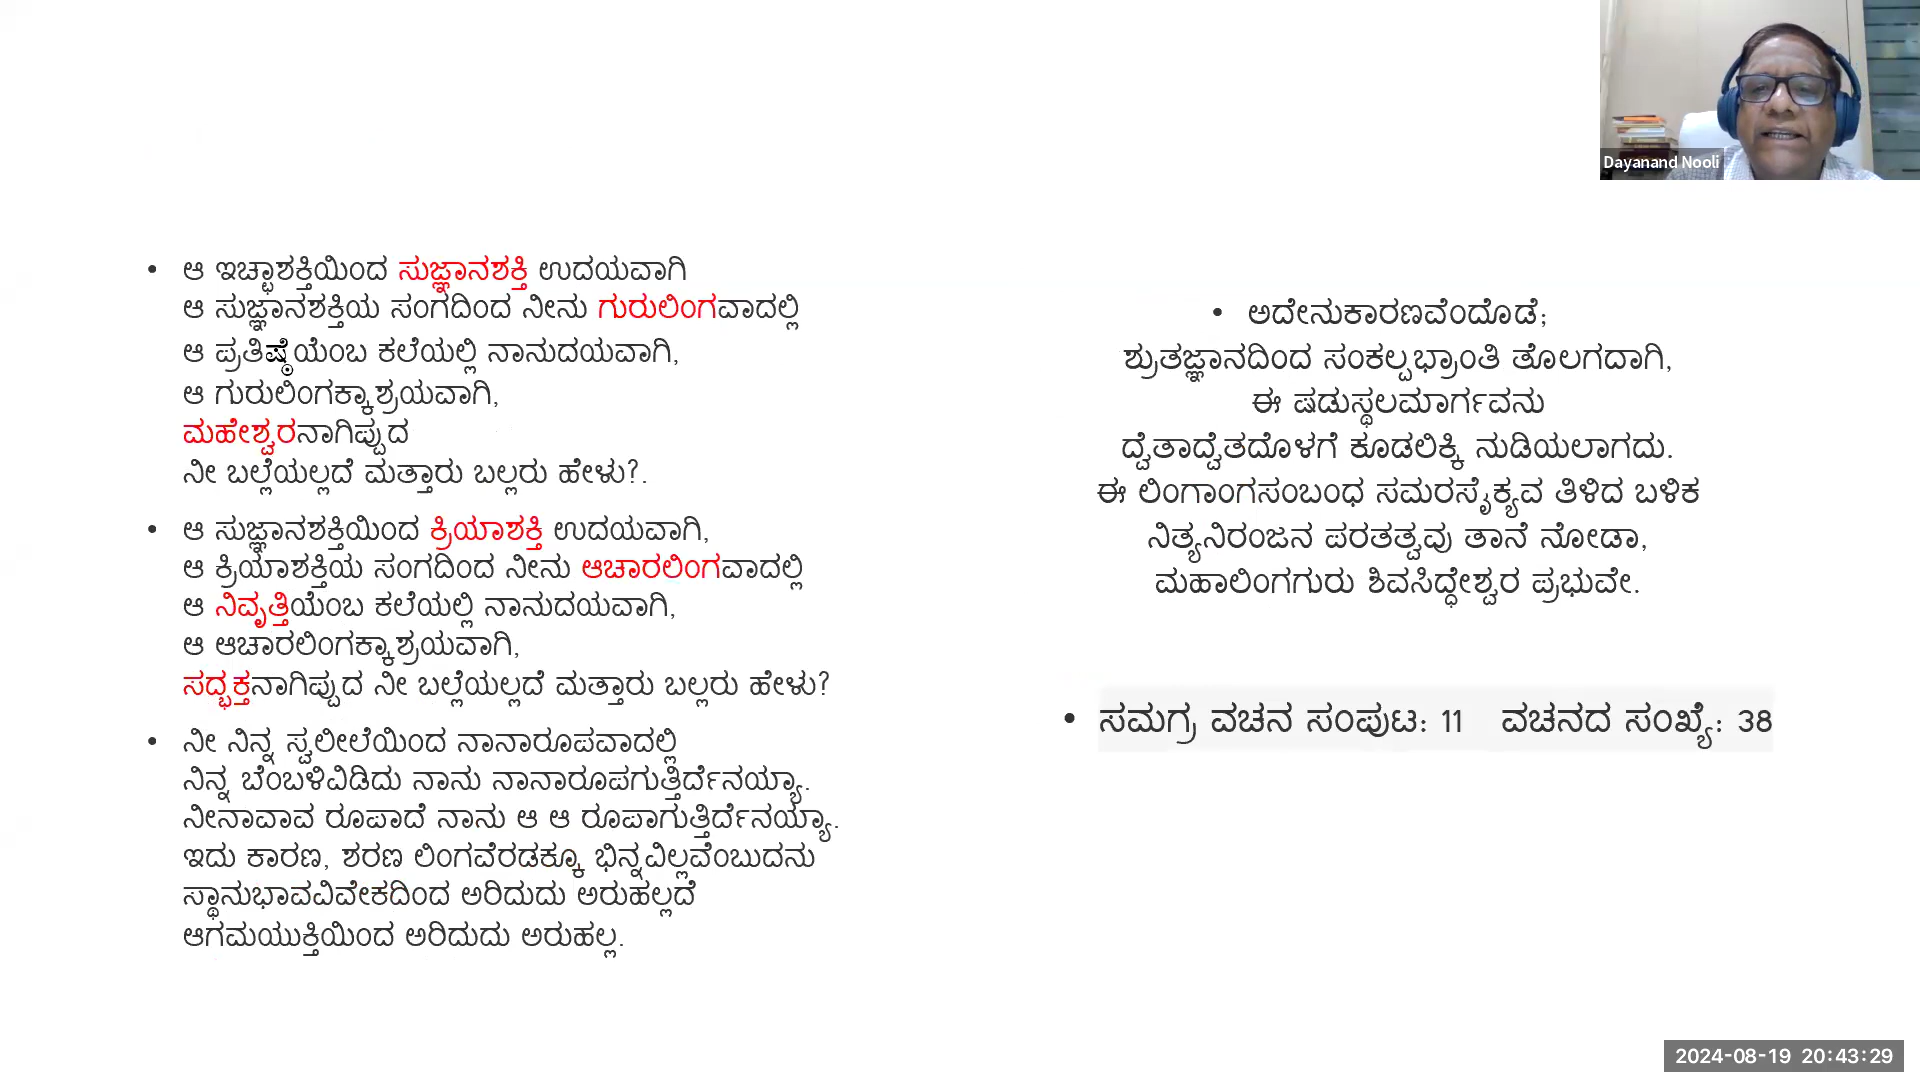 Dayanand Nooli
• ಆ ಇಚ್ಛಾಶಕ್ತಿಯಿಂದ ಸುಜ್ಞಾನಶಕ್ತಿ ಉದಯವಾಗಿ
ಆ ಸುಜ್ಞಾನಶಕ್ತಿಯ ಸಂಗದಿಂದ ನೀನು ಗುರುಲಿಂಗವಾದಲ್ಲಿ
ಆ ಪ್ರತಿಷ್ಠೆಯೆಂಬ ಕಲೆಯಲ್ಲಿ ನಾನುದಯವಾಗಿ,
ಆ ಗುರುಲಿಂಗಕ್ಕಾಶ್ರಯವಾಗಿ,
ಮಹೇಶ್ವರನಾಗಿಪ್ಪುದ
ನೀ ಬಲ್ಲೆಯಲ್ಲದೆ ಮತ್ತಾರು ಬಲ್ಲರು ಹೇಳು?.
• ಆ ಸುಜ್ಞಾನಶಕ್ತಿಯಿಂದ ಕ್ರಿಯಾಶಕ್ತಿ ಉದಯವಾಗಿ,
ಆ ಕ್ರಿಯಾಶಕ್ತಿಯ ಸಂಗದಿಂದ ನೀನು ಆಚಾರಲಿಂಗವಾದಲ್ಲಿ
ಆ ನಿವೃತ್ತಿಯೆಂಬ ಕಲೆಯಲ್ಲಿ ನಾನುದಯವಾಗಿ,
ಆ ಆಚಾರಲಿಂಗಕ್ಕಾಶ್ರಯವಾಗಿ,
ಸದ್ಭಕ್ತನಾಗಿಪ್ಪುದ ನೀ ಬಲ್ಲೆಯಲ್ಲದೆ ಮತ್ತಾರು ಬಲ್ಲರು ಹೇಳು?
• ನೀ ನಿನ್ನ ಸ್ವಲೀಲೆಯಿಂದ ನಾನಾರೂಪವಾದಲ್ಲಿ
ನಿನ್ನ ಬೆಂಬಳಿವಿಡಿದು ನಾನು ನಾನಾರೂಪಗುತ್ತಿರ್ದೆನಯ್ಯಾ.
ನೀನಾವಾವ ರೂಪಾದೆ ನಾನು ಆ ಆ ರೂಪಾಗುತ್ತಿರ್ದೆನಯ್ಯಾ.
ಇದು ಕಾರಣ, ಶರಣ ಲಿಂಗವೆರಡಕ್ಕೂ ಭಿನ್ನವಿಲ್ಲವೆಂಬುದನು
ಸ್ಥಾನುಭಾವವಿವೇಕದಿಂದ ಅರಿದುದು ಅರುಹಲ್ಲದೆ
ಆಗಮಯುಕ್ತಿಯಿಂದ ಅರಿದುದು ಅರುಹಲ್ಲ.
• ಅದೇನುಕಾರಣವೆಂದೊಡೆ;
ಶ್ರುತಜ್ಞಾನದಿಂದ ಸಂಕಲ್ಪಭ್ರಾಂತಿ ತೊಲಗದಾಗಿ,
ಈ ಷಡುಸ್ಥಲಮಾರ್ಗವನು
ದ್ವೈತಾದ್ವೈತದೊಳಗೆ ಕೂಡಲಿಕ್ಕಿ ನುಡಿಯಲಾಗದು.
ಈ ಲಿಂಗಾಂಗಸಂಬಂಧ ಸಮರಸೈಕ್ಯವ ತಿಳಿದ ಬಳಿಕ
ನಿತ್ಯನಿರಂಜನ ಪರತತ್ವವು ತಾನೆ ನೋಡಾ,
ಮಹಾಲಿಂಗಗುರು ಶಿವಸಿದ್ಧೇಶ್ವರ ಪ್ರಭುವೇ.
• ಸಮಗ್ರ ವಚನ ಸಂಪುಟ: 11 ವಚನದ ಸಂಖ್ಯೆ: 38
2024-08-19 20:43:29